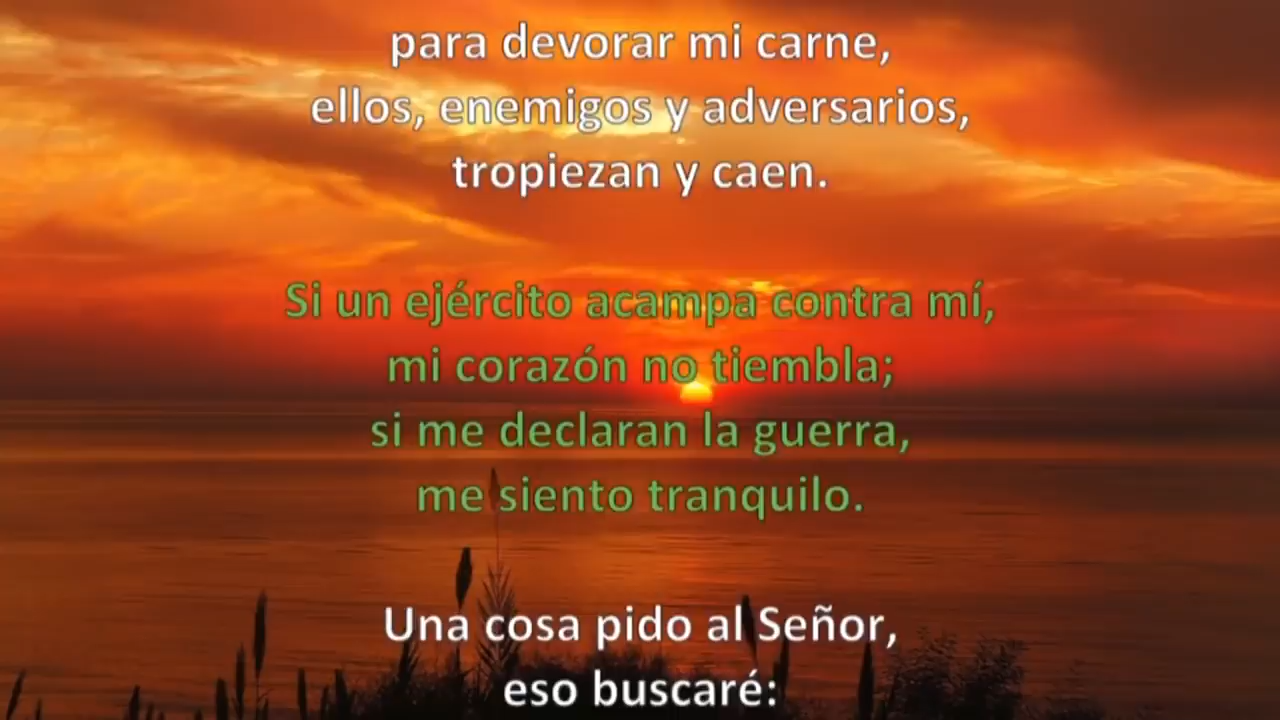 para devorar mi carne,
ellos, enemigos y adversarios,
tropiezan y caen.
Si un ejército acampa contra mí,
mi corazón no tiembla;
si me declaran la guerra,
me siento tranquilo.
Una cosa pido al Señor,
eso buscaré: